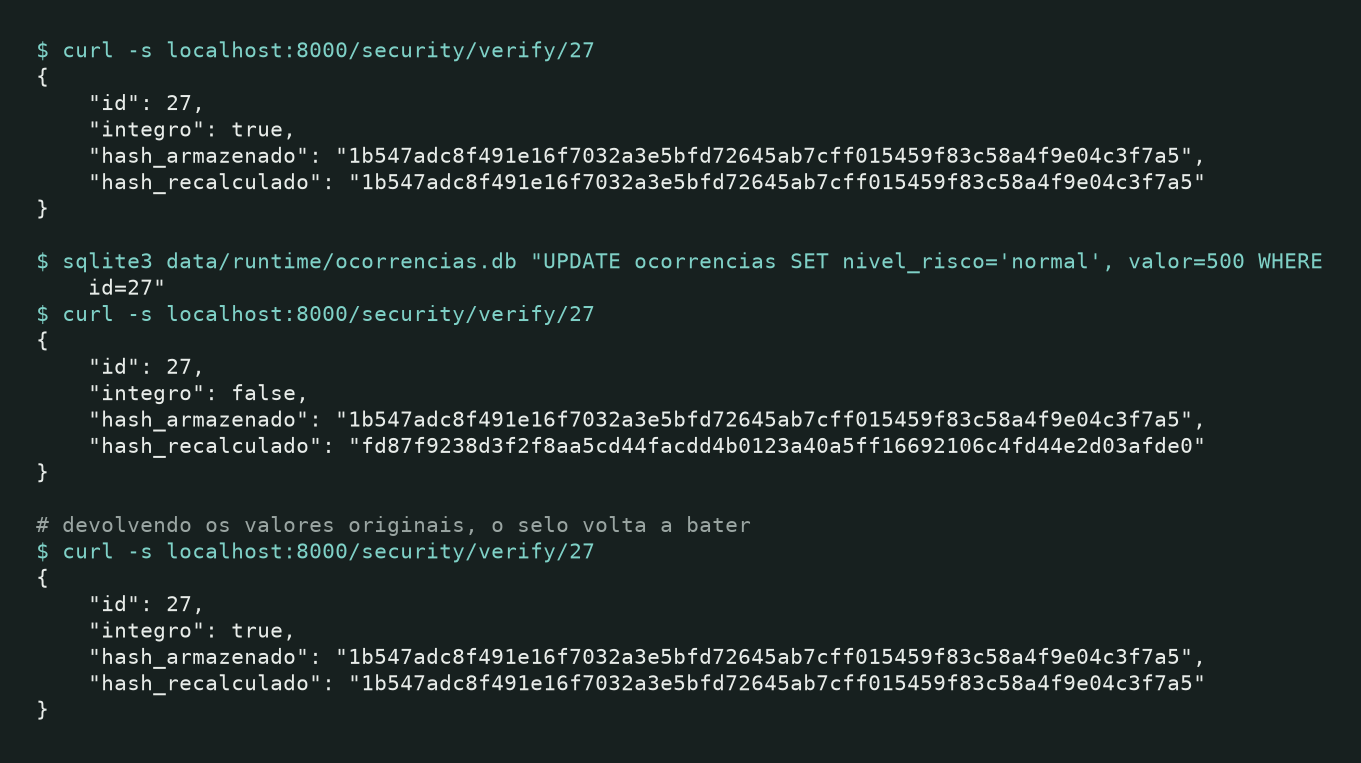 $ curl -s localhost:8000/security/verify/27
{
    "id": 27,
    "integro": true,
    "hash_armazenado": "1b547adc8f491e16f7032a3e5bfd72645ab7cff015459f83c58a4f9e04c3f7a5",
    "hash_recalculado": "1b547adc8f491e16f7032a3e5bfd72645ab7cff015459f83c58a4f9e04c3f7a5"
}
$ sqlite3 data/runtime/ocorrencias.db "UPDATE ocorrencias SET nivel_risco='normal', valor=500 WHERE
    id=27"
$ curl -s localhost:8000/security/verify/27
{
    "id": 27,
    "integro": false,
    "hash_armazenado": "1b547adc8f491e16f7032a3e5bfd72645ab7cff015459f83c58a4f9e04c3f7a5",
    "hash_recalculado": "fd87f9238d3f2f8aa5cd44facdd4b0123a40a5ff16692106c4fd44e2d03afde0"
}
# devolvendo os valores originais, o selo volta a bater
$ curl -s localhost:8000/security/verify/27
{
    "id": 27,
    "integro": true,
    "hash_armazenado": "1b547adc8f491e16f7032a3e5bfd72645ab7cff015459f83c58a4f9e04c3f7a5",
    "hash_recalculado": "1b547adc8f491e16f7032a3e5bfd72645ab7cff015459f83c58a4f9e04c3f7a5"
}